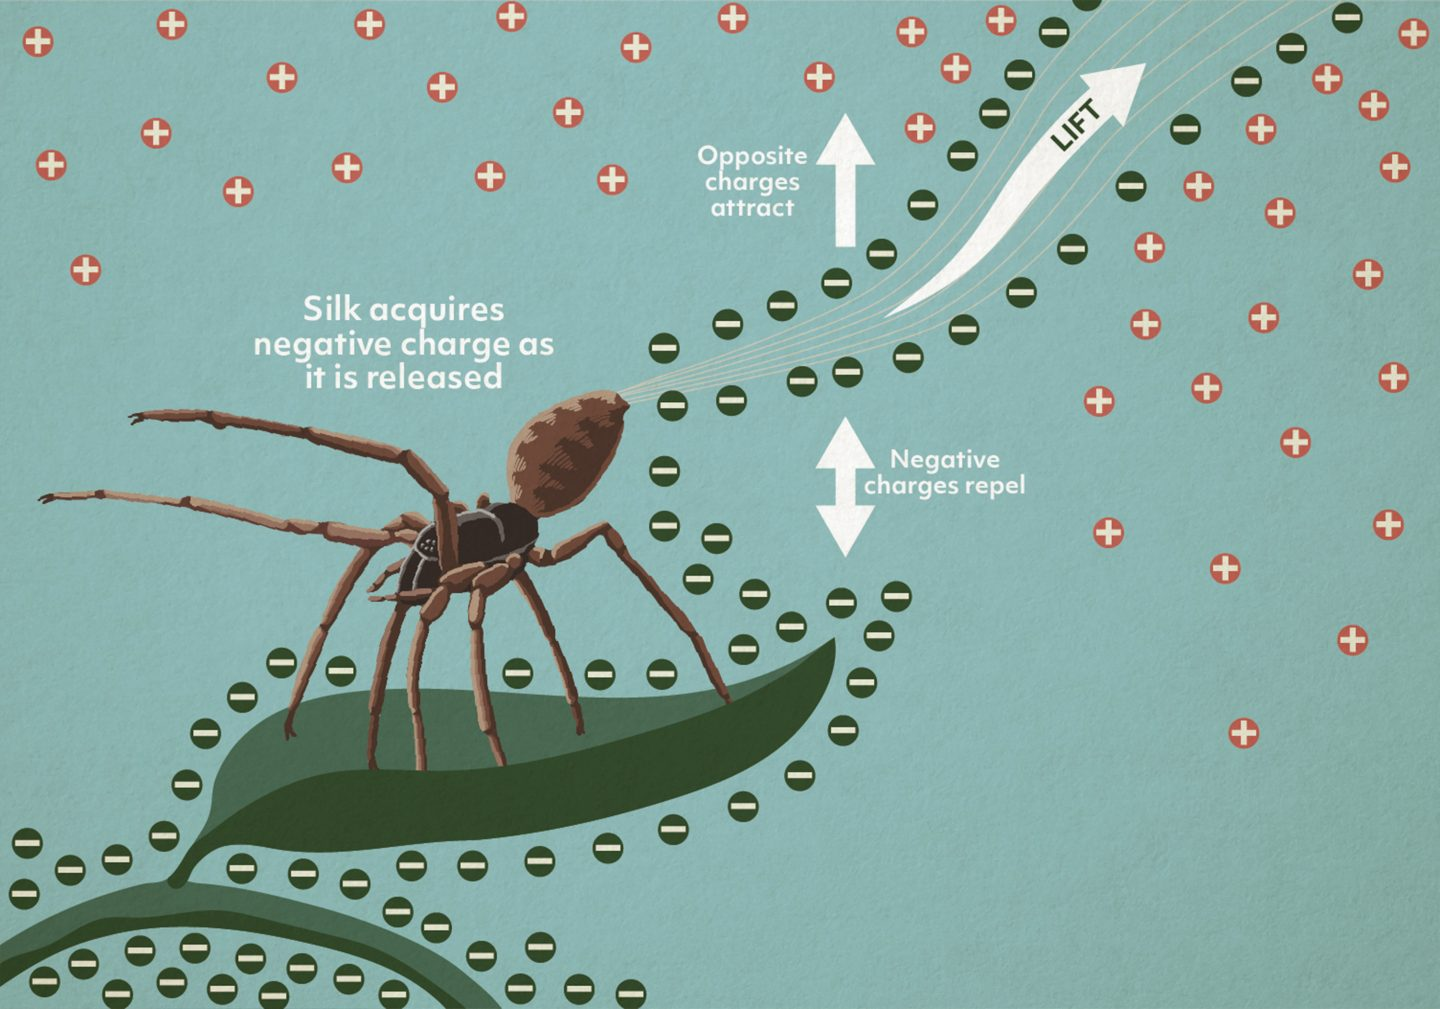 Opposite
charges
attract
LIFT
Silk acquires
negative charge as
it is released
Negative
charges repel